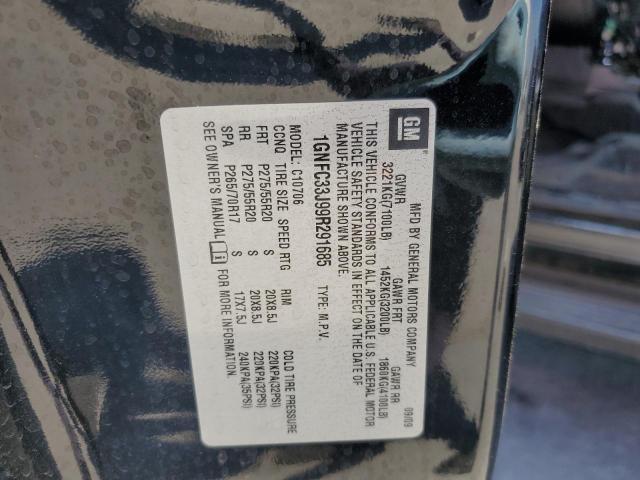 GM
MFD BY GENERAL MOTORS COMPANY 09/09
GVWR GAWR FRT GAWR RR
3221KG(7100LB) 1452KG(3200LB) 1860KG(4100LB)
THIS VEHICLE CONFORMS TO ALL APPLICABLE U.S. FEDERAL MOTOR
VEHICLE SAFETY STANDARDS IN EFFECT ON THE DATE OF
MANUFACTURE SHOWN ABOVE.
1GNFC33J99R291685 TYPE: M.P.V.
MODEL: C10706
CCNQ TIRE SIZE SPEED RTG RIM COLD TIRE PRESSURE
FRT P275/55R20 S 20X8.5J 220KPA(32PSI)
RR P275/55R20 S 20X8.5J 220KPA(32PSI)
SPA P265/70R17 S 17X7.5J 240KPA(35PSI)
SEE OWNER'S MANUAL i FOR MORE INFORMATION.